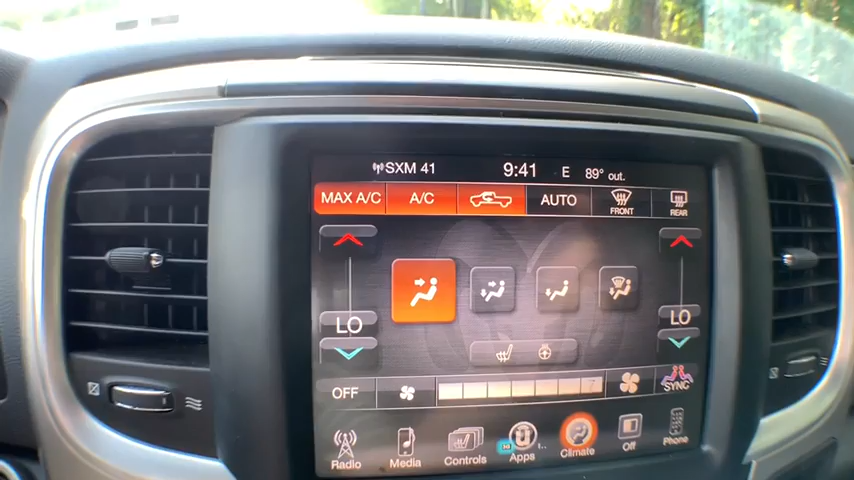 SXM 41 9:41 E 89° out.
MAX A/C A/C AUTO FRONT REAR
LO LO
OFF 7 SYNC
Radio Media Controls Apps Climate Off Phone